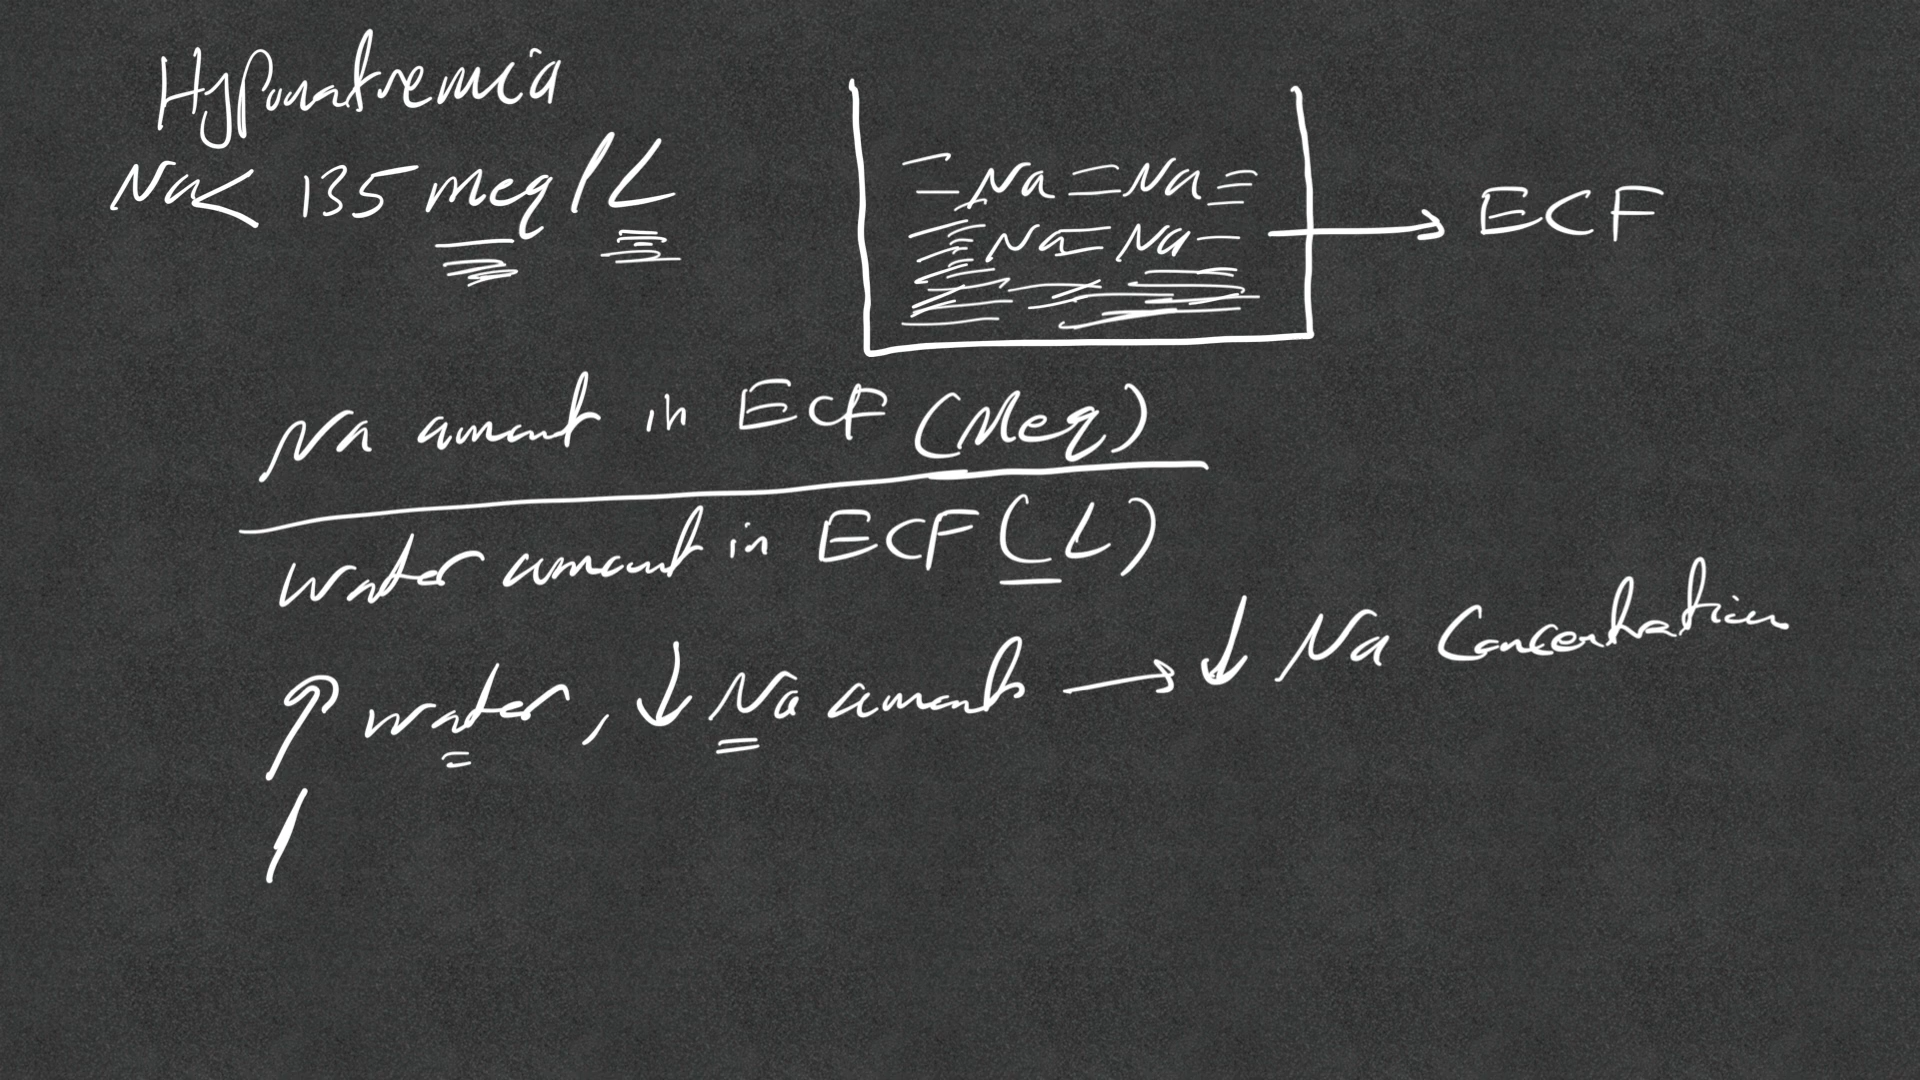 Hyponatremia
Na< 135 meq/L
Na Na
Na Na
ECF
Na amount in ECF (Meq)
water amount in ECF (L)
↑ water, ↓ Na amount → ↓ Na Concentration